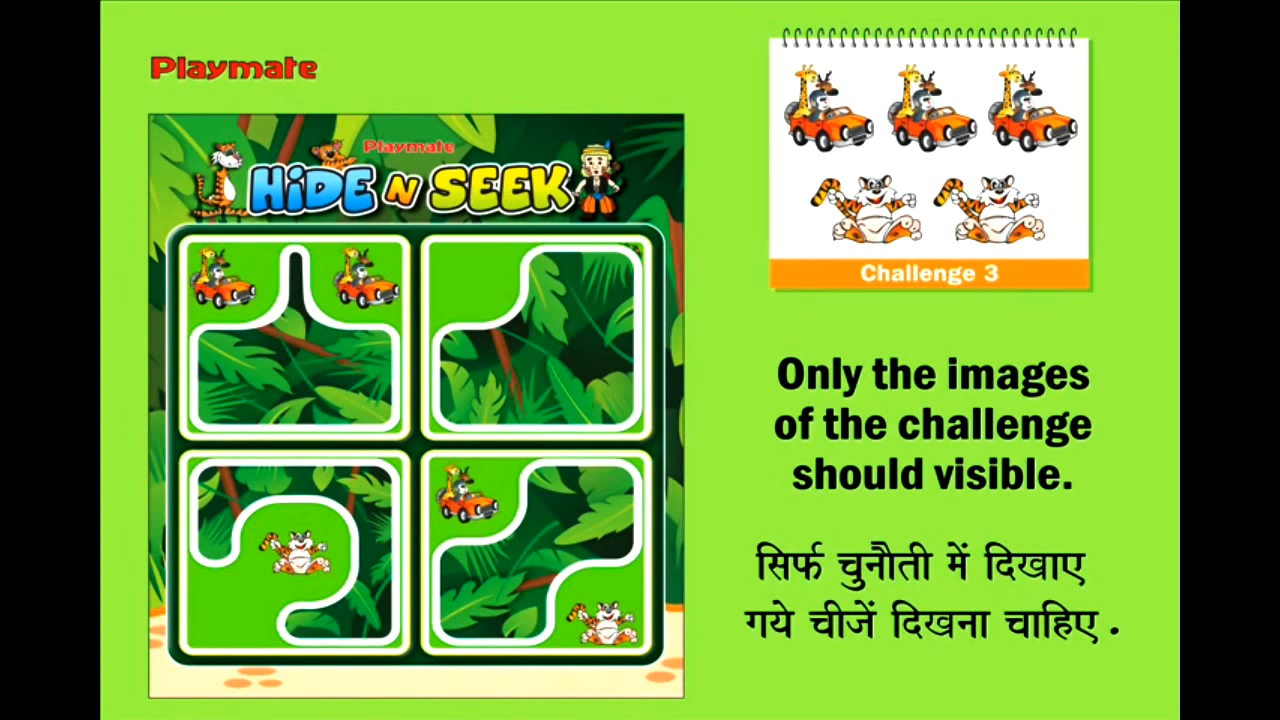 Playmate
Playmate
HiDE N SEEK
Challenge 3
Only the images
of the challenge
should visible.
सिर्फ चुनौती में दिखाए
गये चीजें दिखना चाहिए .